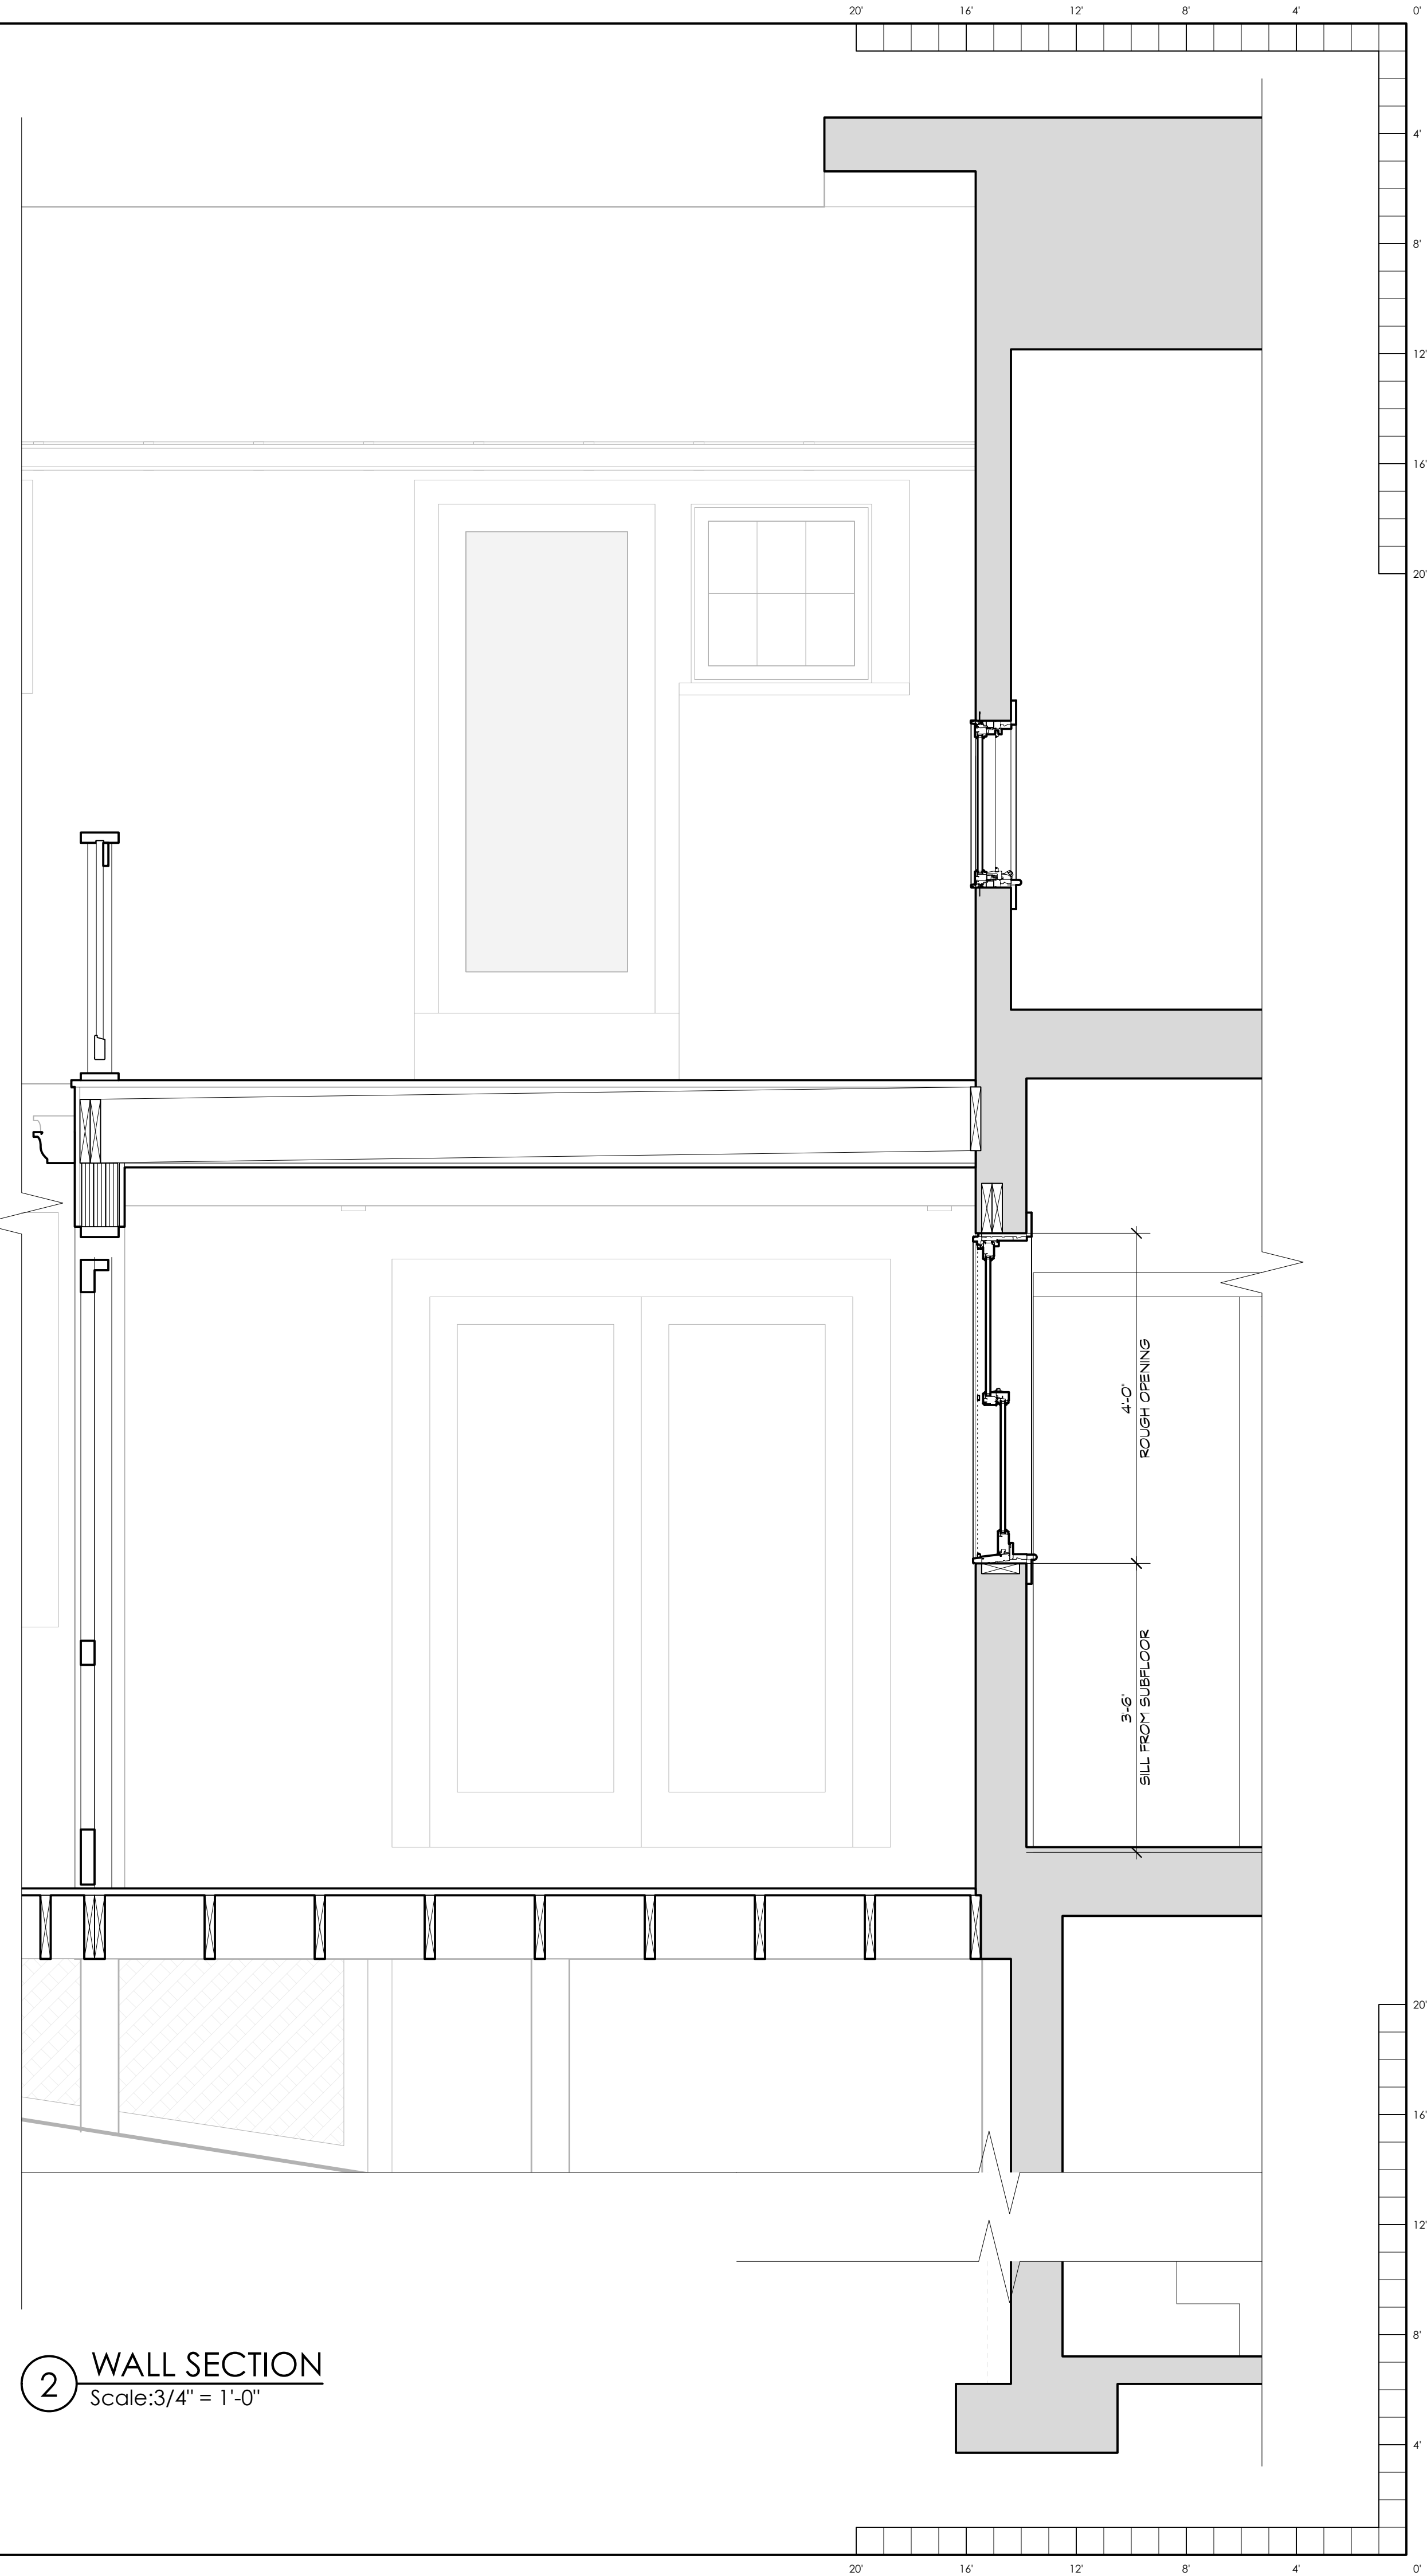 20' 16' 12' 8' 4' 0'
4'
8'
12'
16'
20'
4'-0"
ROUGH OPENING
3'-6"
SILL FROM SUBFLOOR
20'
16'
12'
8'
4'
2 WALL SECTION
Scale:3/4" = 1'-0"
20' 16' 12' 8' 4' 0'